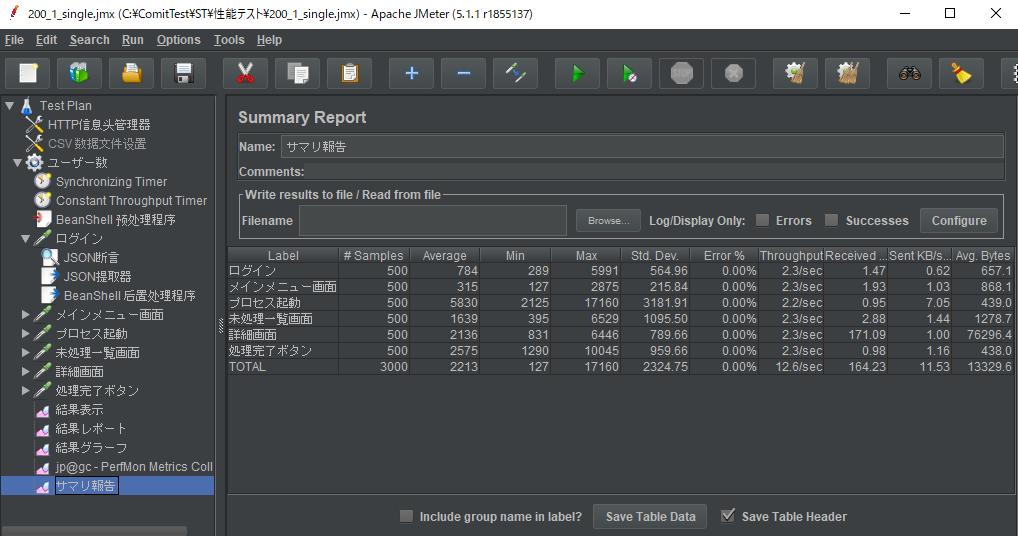 200_1_single.jmx (C:¥ComitTest¥ST¥性能テスト¥200_1_single.jmx) - Apache JMeter (5.1.1 r1855137)
File Edit Search Run Options Tools Help
STOP
Test Plan
HTTP信息头管理器
CSV 数据文件设置
ユーザー数
Synchronizing Timer
Constant Throughput Timer
BeanShell 预处理程序
ログイン
JSON断言
JSON提取器
BeanShell 后置处理程序
メインメニュー画面
プロセス起動
未処理一覧画面
詳細画面
処理完了ボタン
結果表示
結果レポート
結果グラーフ
jp@gc - PerfMon Metrics Coll
サマリ報告
Summary Report
Name: サマリ報告
Comments:
Write results to file / Read from file
Filename Browse... Log/Display Only: Errors Successes Configure
Label # Samples Average Min Max Std. Dev. Error % Throughput Received ... Sent KB/s... Avg. Bytes
ログイン 500 784 289 5991 564.96 0.00% 2.3/sec 1.47 0.62 657.1
メインメニュー画面 500 315 127 2875 215.84 0.00% 2.3/sec 1.93 1.03 868.1
プロセス起動 500 5830 2125 17160 3181.91 0.00% 2.2/sec 0.95 7.05 439.0
未処理一覧画面 500 1639 395 6529 1095.50 0.00% 2.3/sec 2.88 1.44 1278.7
詳細画面 500 2136 831 6446 789.66 0.00% 2.3/sec 171.09 1.00 76296.4
処理完了ボタン 500 2575 1290 10045 959.66 0.00% 2.3/sec 0.98 1.16 438.0
TOTAL 3000 2213 127 17160 2324.75 0.00% 12.6/sec 164.23 11.53 13329.6
Include group name in label? Save Table Data Save Table Header